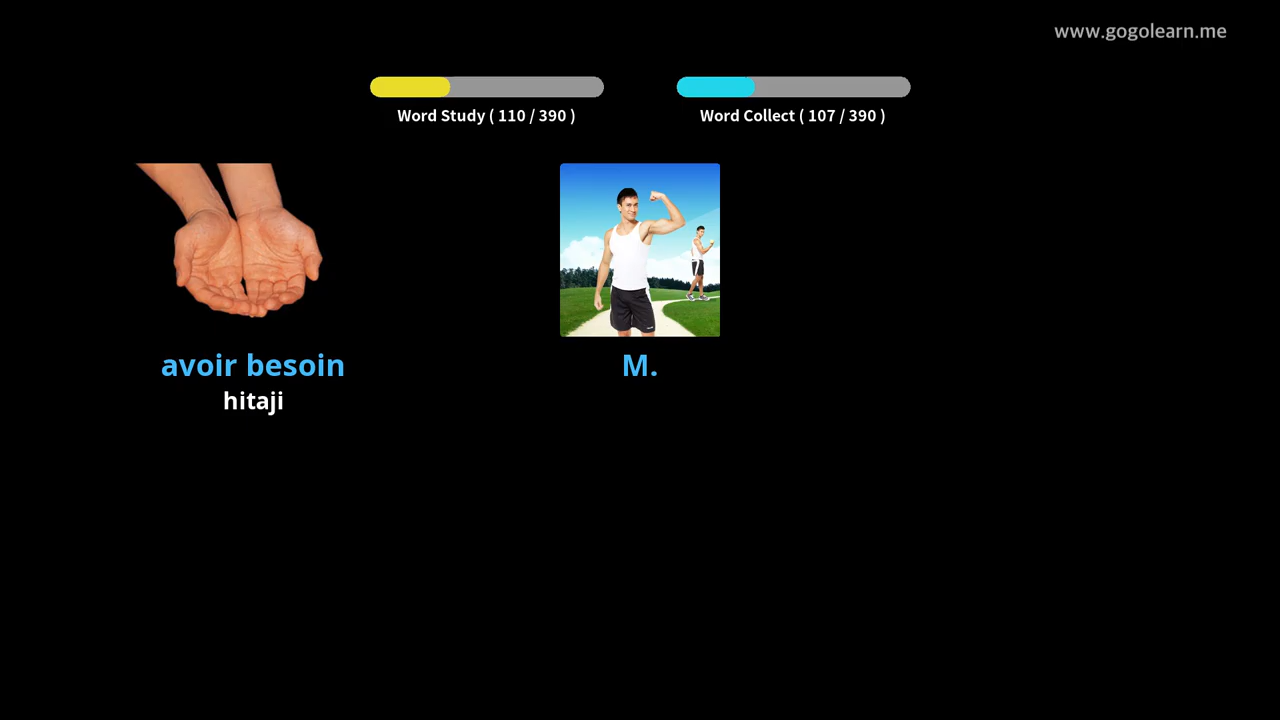 www.gogolearn.me
Word Study ( 110 / 390 )
Word Collect ( 107 / 390 )
avoir besoin
hitaji
M.